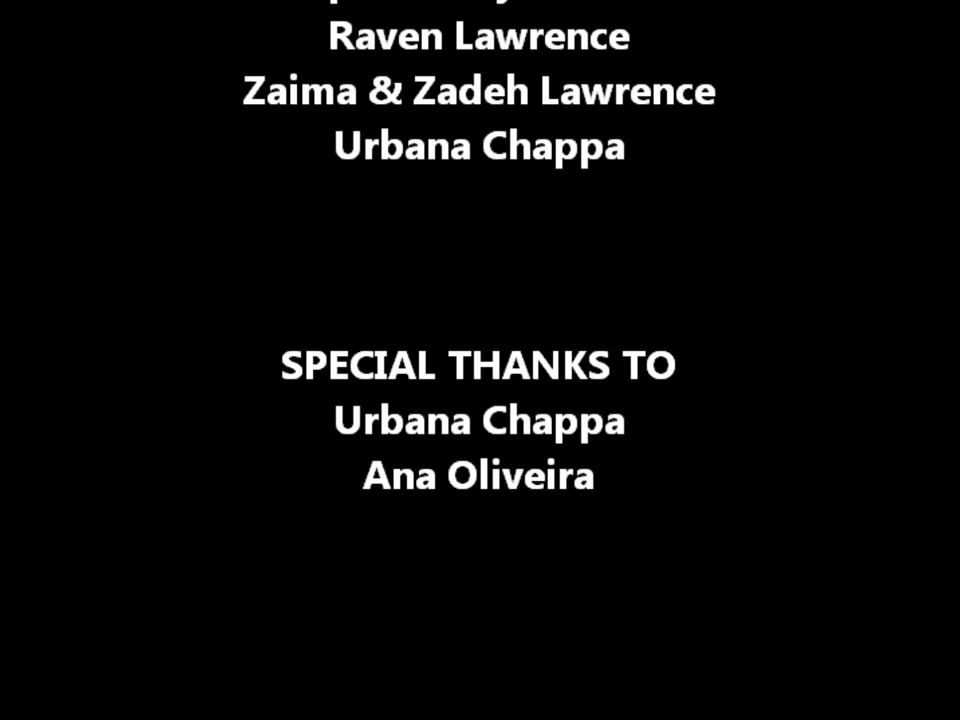 Raven Lawrence
Zaima & Zadeh Lawrence
Urbana Chappa
SPECIAL THANKS TO
Urbana Chappa
Ana Oliveira